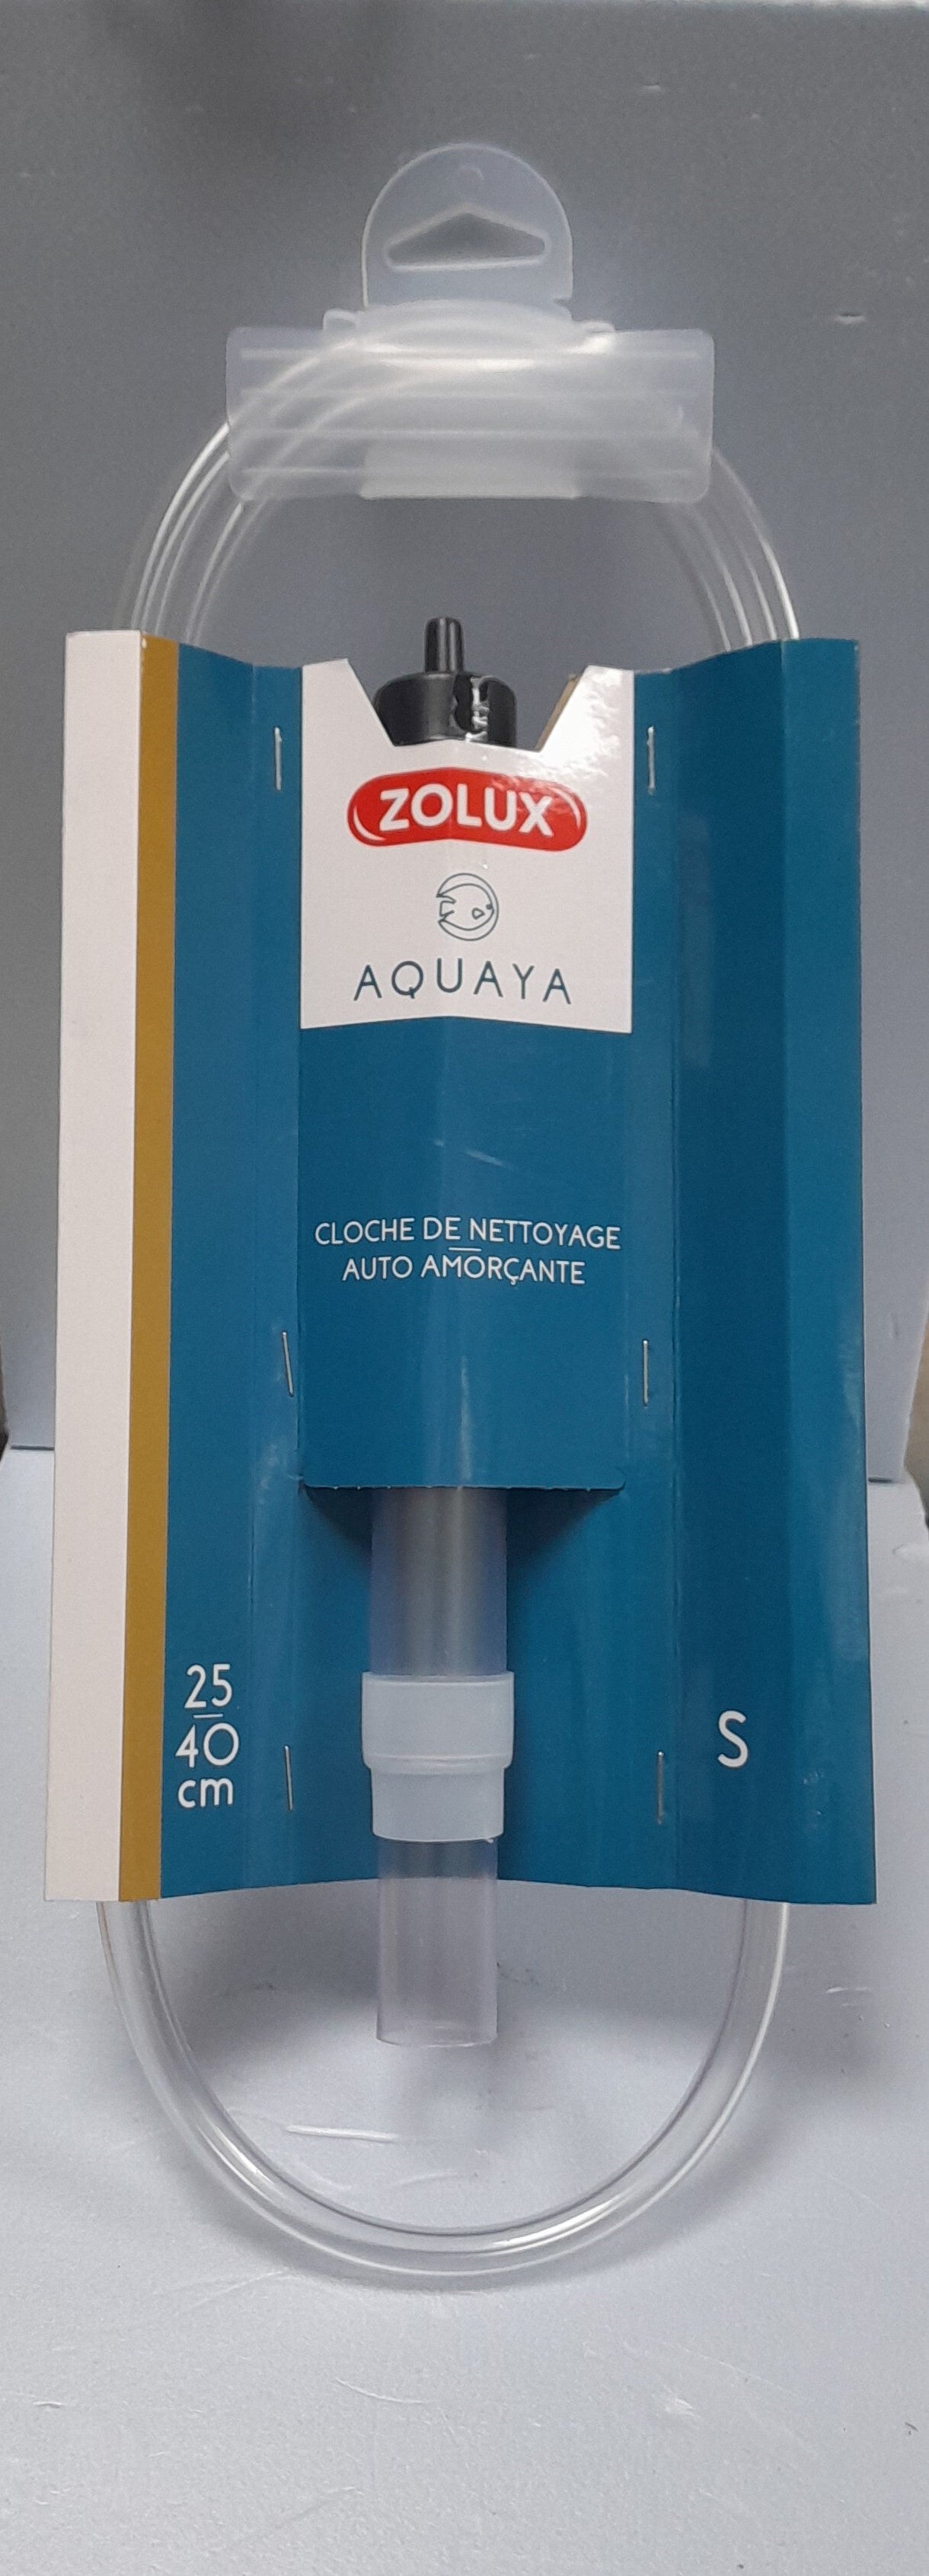 ZOLUX
AQUAYA
CLOCHE DE NETTOYAGE
AUTO AMORÇANTE
25
40
cm
S